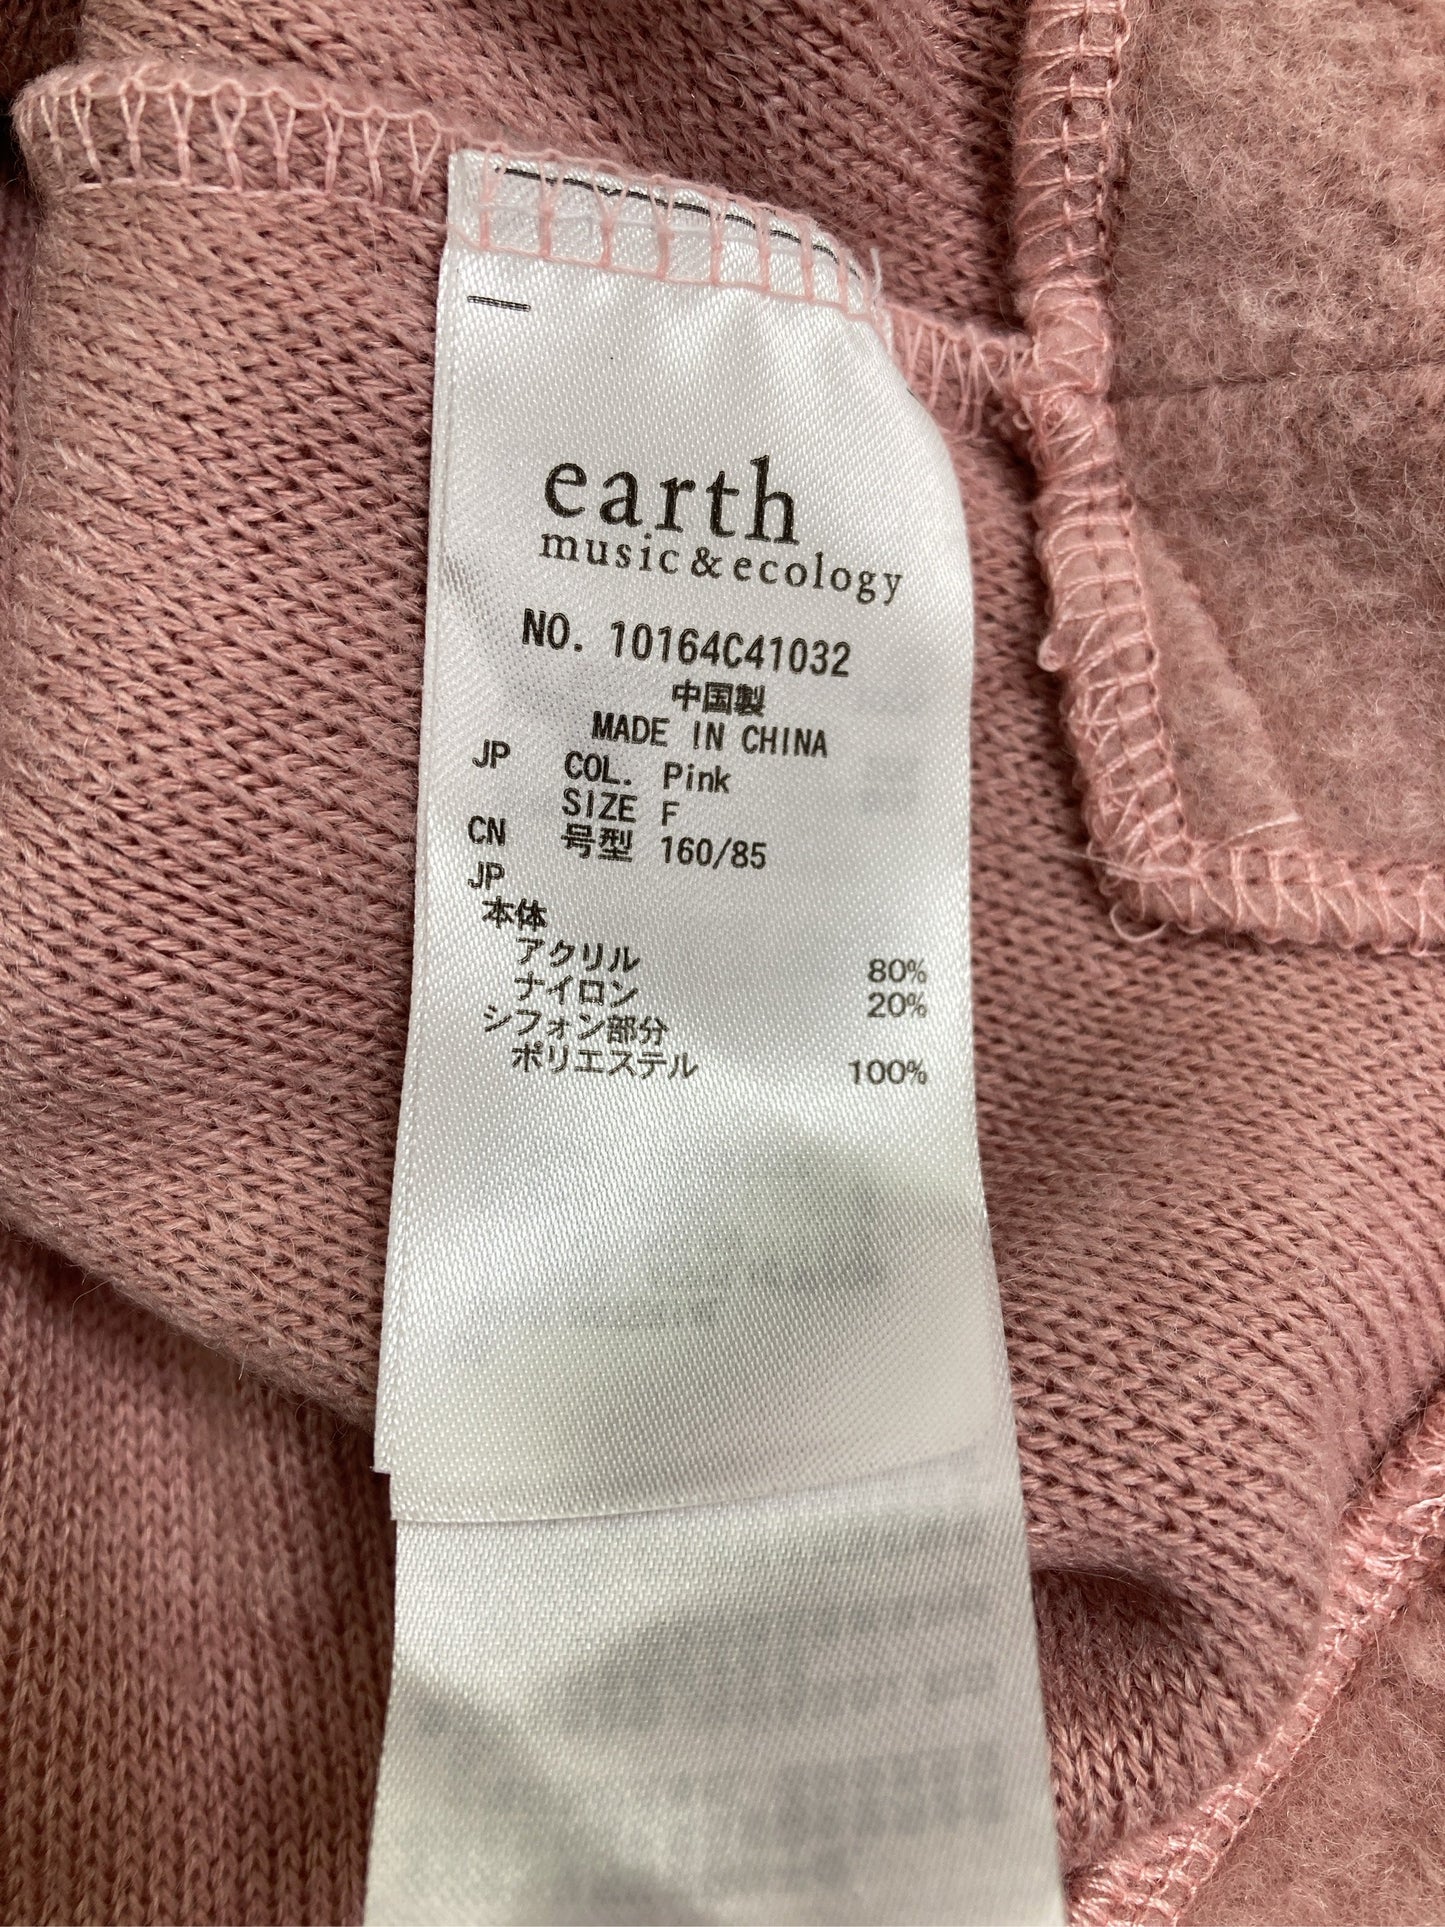 earth
music&ecology
NO. 10164C41032
中国製
MADE IN CHINA
JP COL. Pink
SIZE F
CN 号型 160/85
JP
本体
アクリル 80%
ナイロン 20%
シフォン部分
ポリエステル 100%